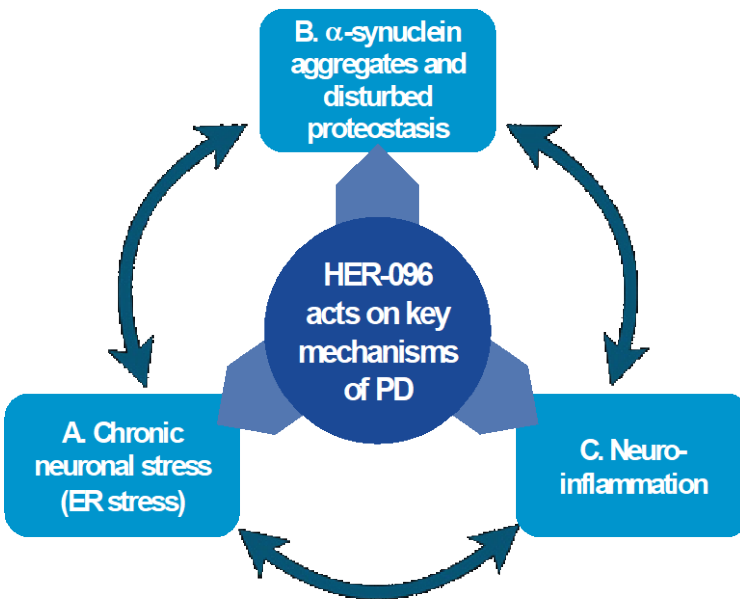 B. α-synuclein
aggregates and
disturbed
proteostasis
HER-096
acts on key
mechanisms
of PD
A. Chronic
neuronal stress
(ER stress)
C. Neuro-
inflammation